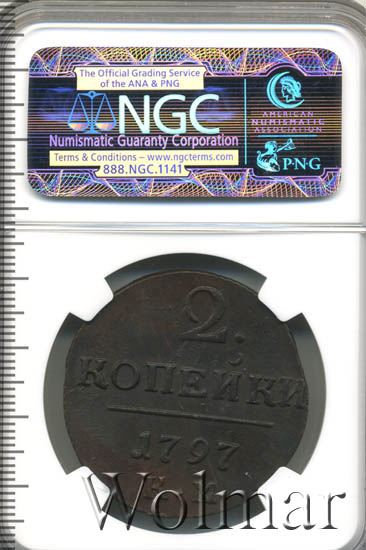 The Official Grading Service
of the ANA & PNG
NGC
Numismatic Guaranty Corporation
Terms & Conditions – www.ngcterms.com
888.NGC.1141
AMERICAN
NUMISMATIC
ASSOCIATION
PNG
2.
КОПЕЙКИ
1797
Wolmar